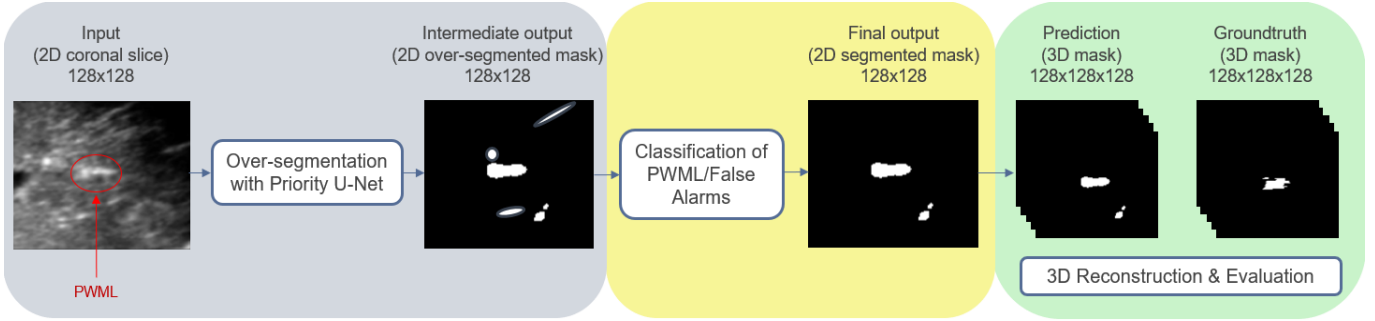 Input
(2D coronal slice)
128x128
PWML
Over-segmentation
with Priority U-Net
Intermediate output
(2D over-segmented mask)
128x128
Classification of
PWML/False
Alarms
Final output
(2D segmented mask)
128x128
Prediction
(3D mask)
128x128x128
Groundtruth
(3D mask)
128x128x128
3D Reconstruction & Evaluation